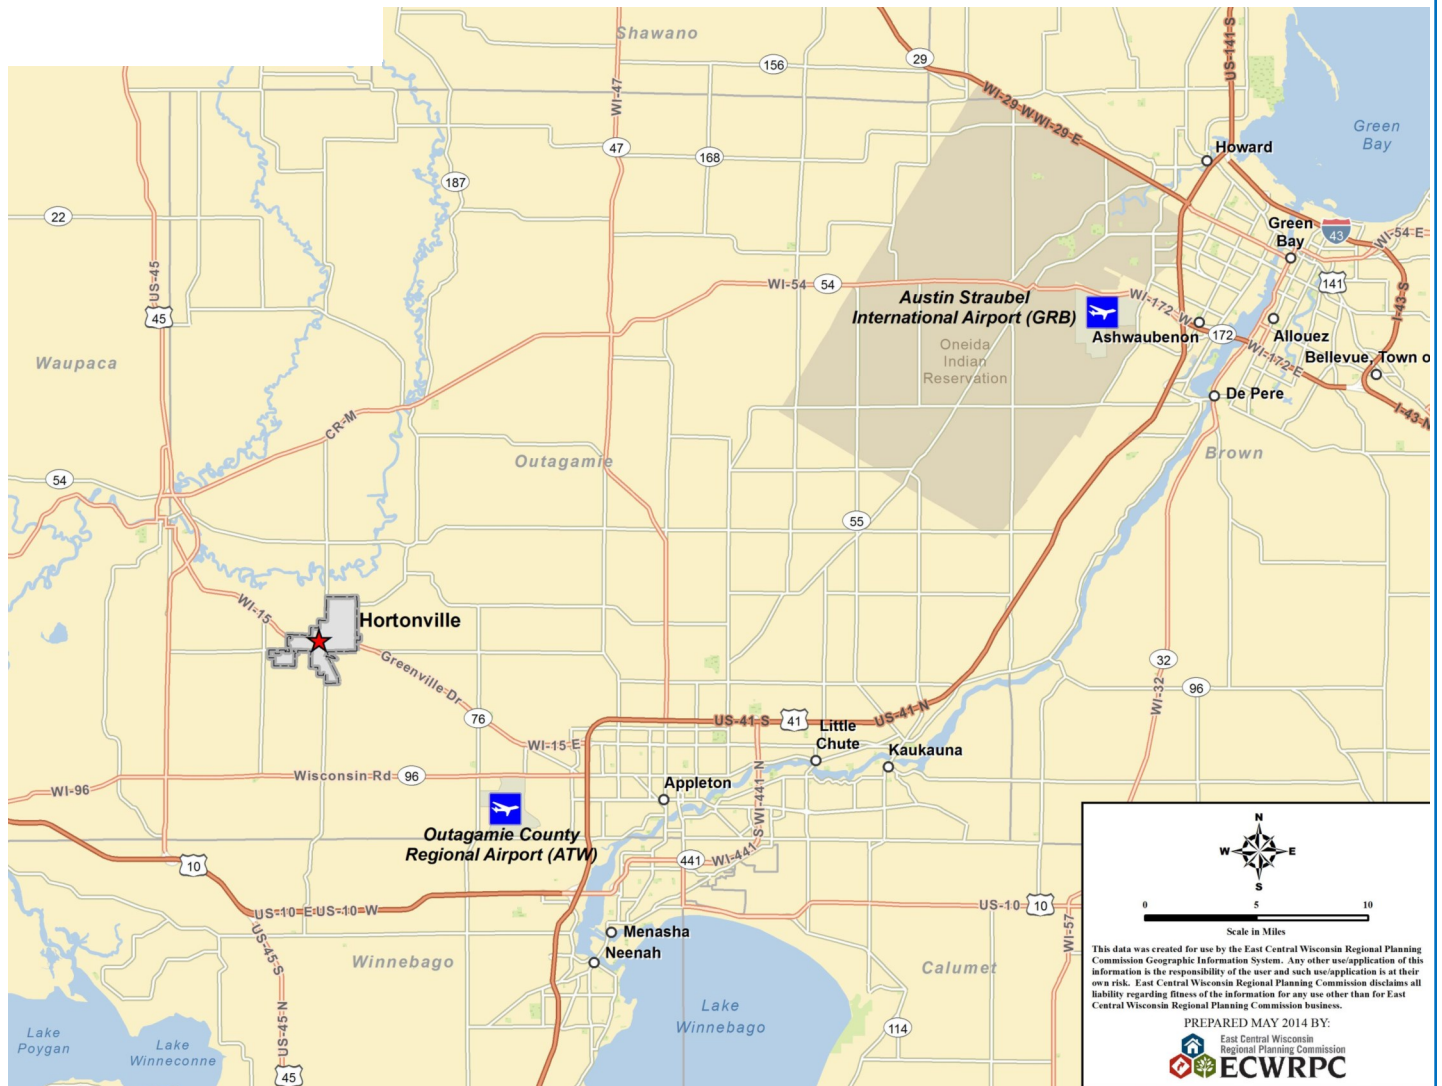 Shawano
US-141 S
29
156
WI-47
WI-29 W
WI-29 E
Green
Bay
Howard
47
168
187
22
Green
Bay
43
WI-54 E
US-45
WI-54
54
141
I-43 S
Austin Straubel
International Airport (GRB)
WI-172 W
45
Ashwaubenon
172
Allouez
Oneida
Indian
Reservation
WI-172 E
Bellevue, Town o
Waupaca
De Pere
I-43 N
CR-M
Outagamie
Brown
54
55
WI-15
Hortonville
Greenville Dr
32
96
WI-32
76
US-41 S
41
US-41 N
Little
Chute
WI-15 E
Kaukauna
Wisconsin Rd
96
WI-441 N
Appleton
WI-96
Outagamie County
Regional Airport (ATW)
S WI-441
WI-441
441
10
US-10 E
US-10 W
US-10
10
WI-57
US-45 S
Menasha
Neenah
Winnebago
Calumet
Lake
Winnebago
Lake
Poygan
Lake
Winneconne
US-45 N
45
114
N
W
E
S
0
5
10
Scale in Miles
This data was created for use by the East Central Wisconsin Regional Planning
Commission Geographic Information System. Any other use/application of this
information is the responsibility of the user and such use/application is at their
own risk. East Central Wisconsin Regional Planning Commission disclaims all
liability regarding fitness of the information for any use other than for East
Central Wisconsin Regional Planning Commission business.
PREPARED MAY 2014 BY:
East Central Wisconsin
Regional Planning Commission
ECWRPC